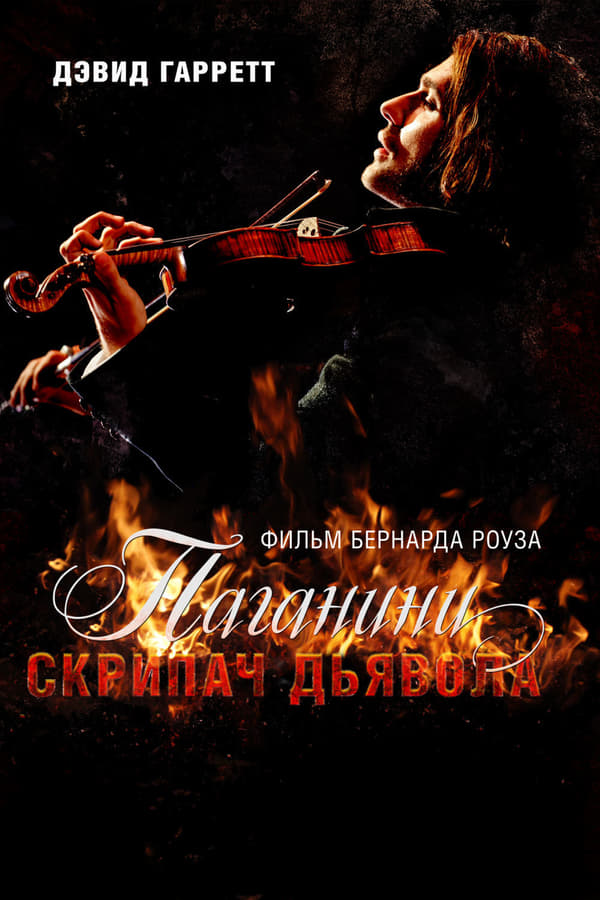 ДЭВИД ГАРРЕТТ
ФИЛЬМ БЕРНАРДА РОУЗА
Паганини
СКРИПАЧ ДЬЯВОЛА